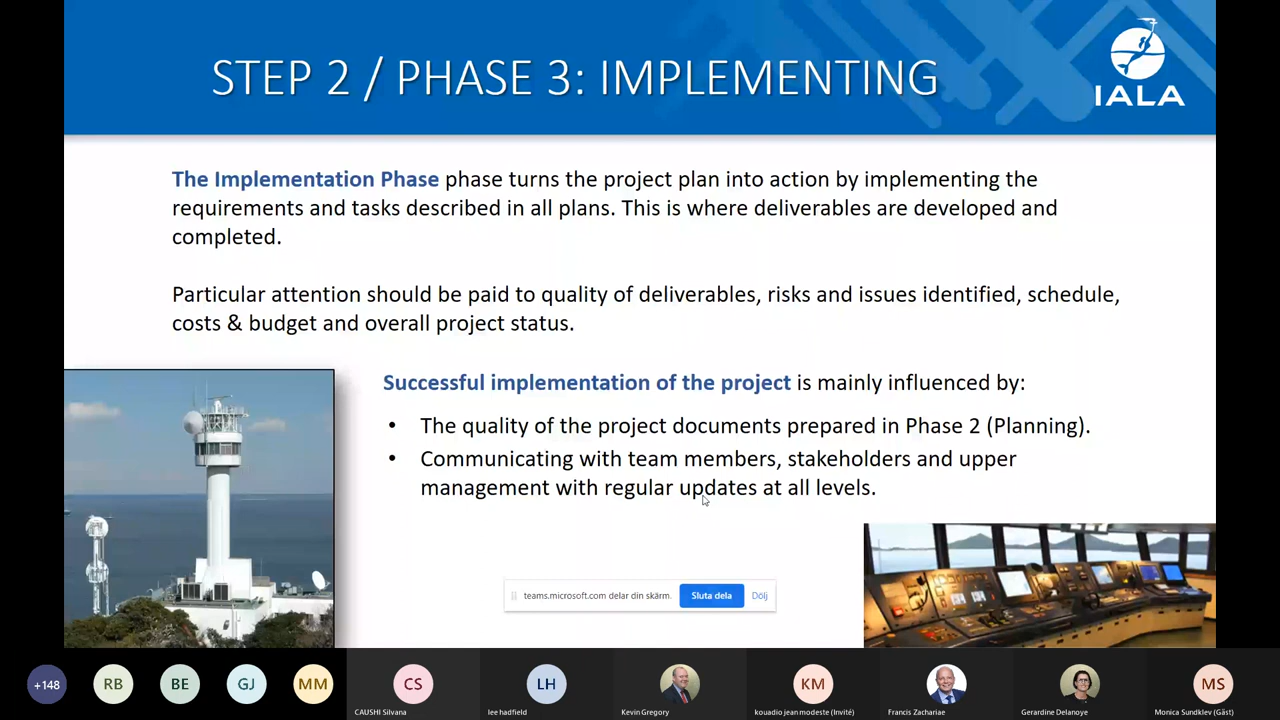 STEP 2 / PHASE 3: IMPLEMENTING
IALA
The Implementation Phase phase turns the project plan into action by implementing the
requirements and tasks described in all plans. This is where deliverables are developed and
completed.
Particular attention should be paid to quality of deliverables, risks and issues identified, schedule,
costs & budget and overall project status.
Successful implementation of the project is mainly influenced by:
• The quality of the project documents prepared in Phase 2 (Planning).
• Communicating with team members, stakeholders and upper
management with regular updates at all levels.
teams.microsoft.com delar din skärm. Sluta dela Dölj
+148 RB BE GJ MM CS LH KM MS
CAUSHI Silvana lee hadfield Kevin Gregory kouadio jean modeste (Invité) Francis Zachariae Gerardine Delanoye Monica Sundklev (Gäst)